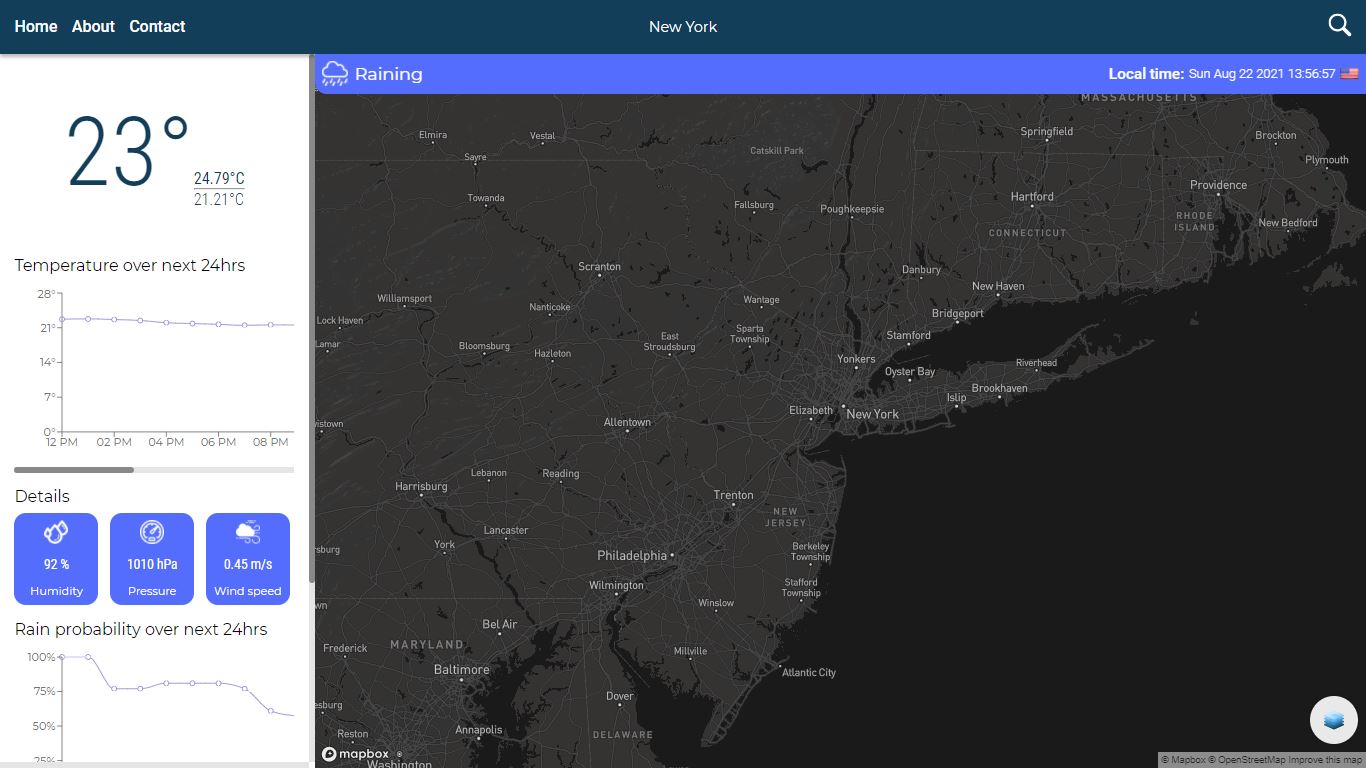 Home About Contact
New York
Raining
Local time: Sun Aug 22 2021 13:56:57
23°
24.79°C
21.21°C
Temperature over next 24hrs
28°
21°
14°
7°
0°
12 PM 02 PM 04 PM 06 PM 08 PM
Details
92 %
Humidity
1010 hPa
Pressure
0.45 m/s
Wind speed
Rain probability over next 24hrs
100%
75%
50%
25%
MASSACHUSETTS
Elmira
Vestal
Springfield
Brockton
Sayre
Catskill Park
Plymouth
Towanda
Fallsburg
Poughkeepsie
Hartford
Providence
RHODE
ISLAND
New Bedford
CONNECTICUT
Scranton
Danbury
New Haven
Williamsport
Nanticoke
Wantage
Bridgeport
Lock Haven
Sparta
Township
Stamford
Lamar
Bloomsburg
Hazleton
East
Stroudsburg
Yonkers
Oyster Bay
Riverhead
Brookhaven
Islip
Elizabeth
New York
Allentown
Lebanon
Reading
Harrisburg
Trenton
NEW
JERSEY
Lancaster
York
Philadelphia
Berkeley
Township
Wilmington
Stafford
Township
Winslow
Bel Air
MARYLAND
Frederick
Millville
Baltimore
Atlantic City
Dover
Annapolis
DELAWARE
Reston
Washington
mapbox
© Mapbox © OpenStreetMap Improve this map